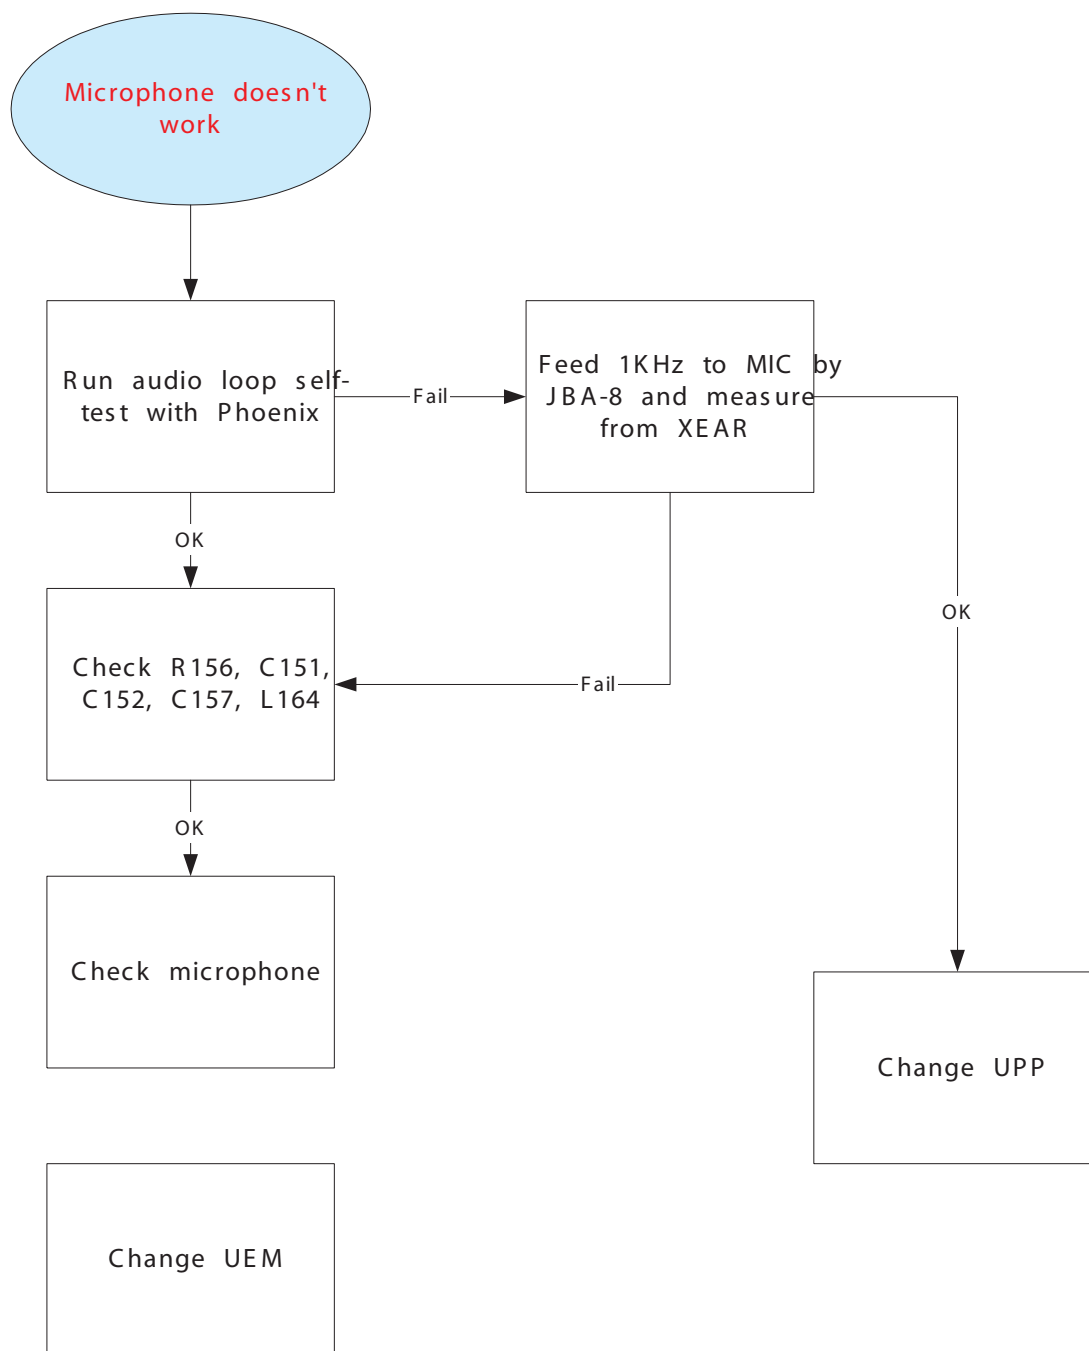 Microphone doesn't
work
Run audio loop self-
test with Phoenix
Fail
Feed 1KHz to MIC by
JBA-8 and measure
from XEAR
OK
OK
Check R156, C151,
C152, C157, L164
Fail
OK
Check microphone
Change UPP
Change UEM